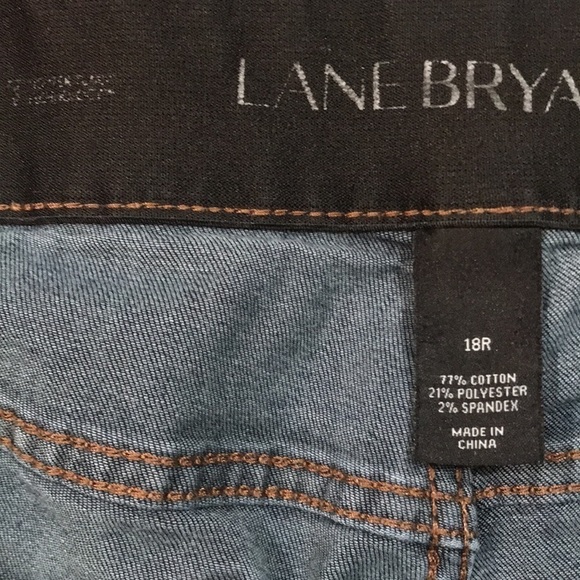 LANE BRYA
18R
77% COTTON
21% POLYESTER
2% SPANDEX
MADE IN
CHINA